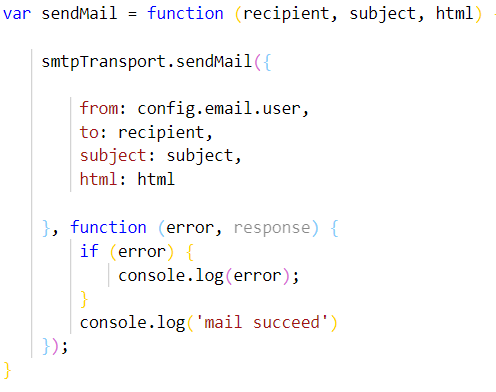 var sendMail = function (recipient, subject, html) {
smtpTransport.sendMail({
from: config.email.user,
to: recipient,
subject: subject,
html: html
}, function (error, response) {
if (error) {
console.log(error);
}
console.log('mail succeed')
});
}